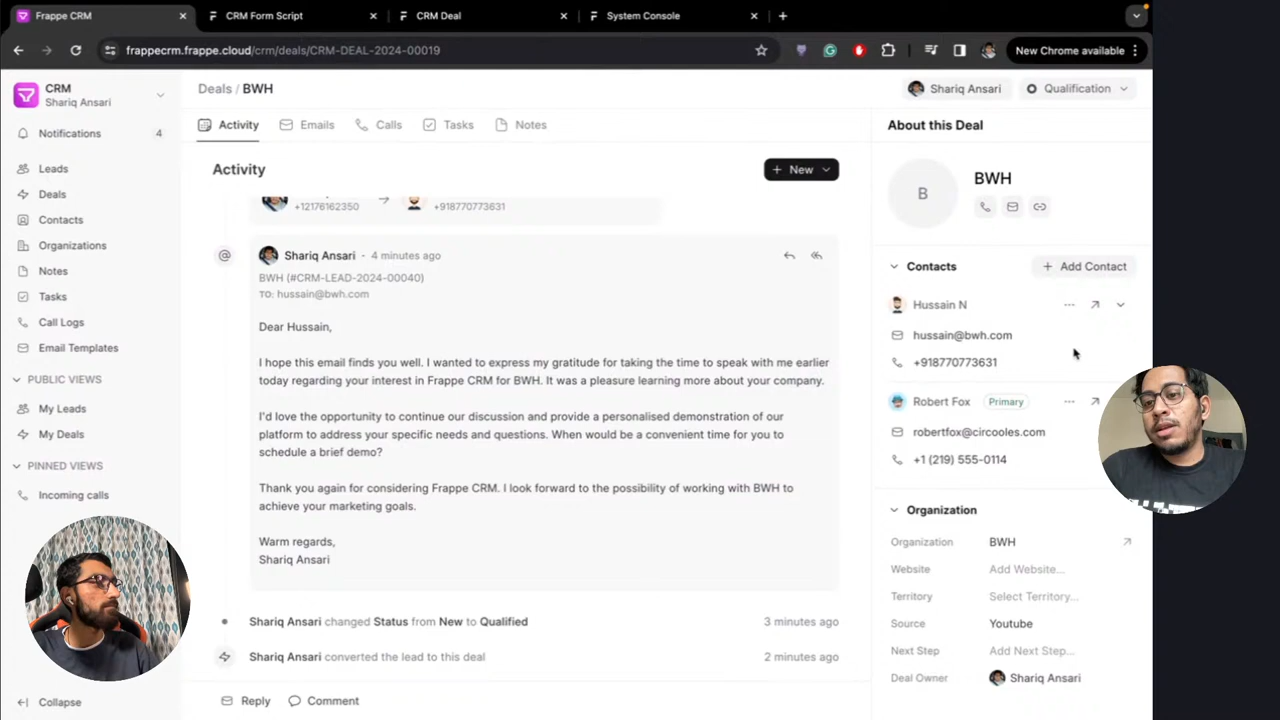 Frappe CRM
CRM Form Script
CRM Deal
System Console
frappecrm.frappe.cloud/crm/deals/CRM-DEAL-2024-00019
New Chrome available
CRM
Shariq Ansari
Notifications 4
Leads
Deals
Contacts
Organizations
Notes
Tasks
Call Logs
Email Templates
PUBLIC VIEWS
My Leads
My Deals
PINNED VIEWS
Incoming calls
Collapse
Deals / BWH
Shariq Ansari
Qualification
Activity
Emails
Calls
Tasks
Notes
Activity
New
+12176162350
+918770773631
Shariq Ansari · 4 minutes ago
BWH (#CRM-LEAD-2024-00040)
TO: hussain@bwh.com
Dear Hussain,
I hope this email finds you well. I wanted to express my gratitude for taking the time to speak with me earlier
today regarding your interest in Frappe CRM for BWH. It was a pleasure learning more about your company.
I'd love the opportunity to continue our discussion and provide a personalised demonstration of our
platform to address your specific needs and questions. When would be a convenient time for you to
schedule a brief demo?
Thank you again for considering Frappe CRM. I look forward to the possibility of working with BWH to
achieve your marketing goals.
Warm regards,
Shariq Ansari
Shariq Ansari changed Status from New to Qualified 3 minutes ago
Shariq Ansari converted the lead to this deal 2 minutes ago
Reply
Comment
About this Deal
B
BWH
Contacts
Add Contact
Hussain N
hussain@bwh.com
+918770773631
Robert Fox Primary
robertfox@circooles.com
+1 (219) 555-0114
Organization
Organization BWH
Website Add Website...
Territory Select Territory...
Source Youtube
Next Step Add Next Step...
Deal Owner Shariq Ansari